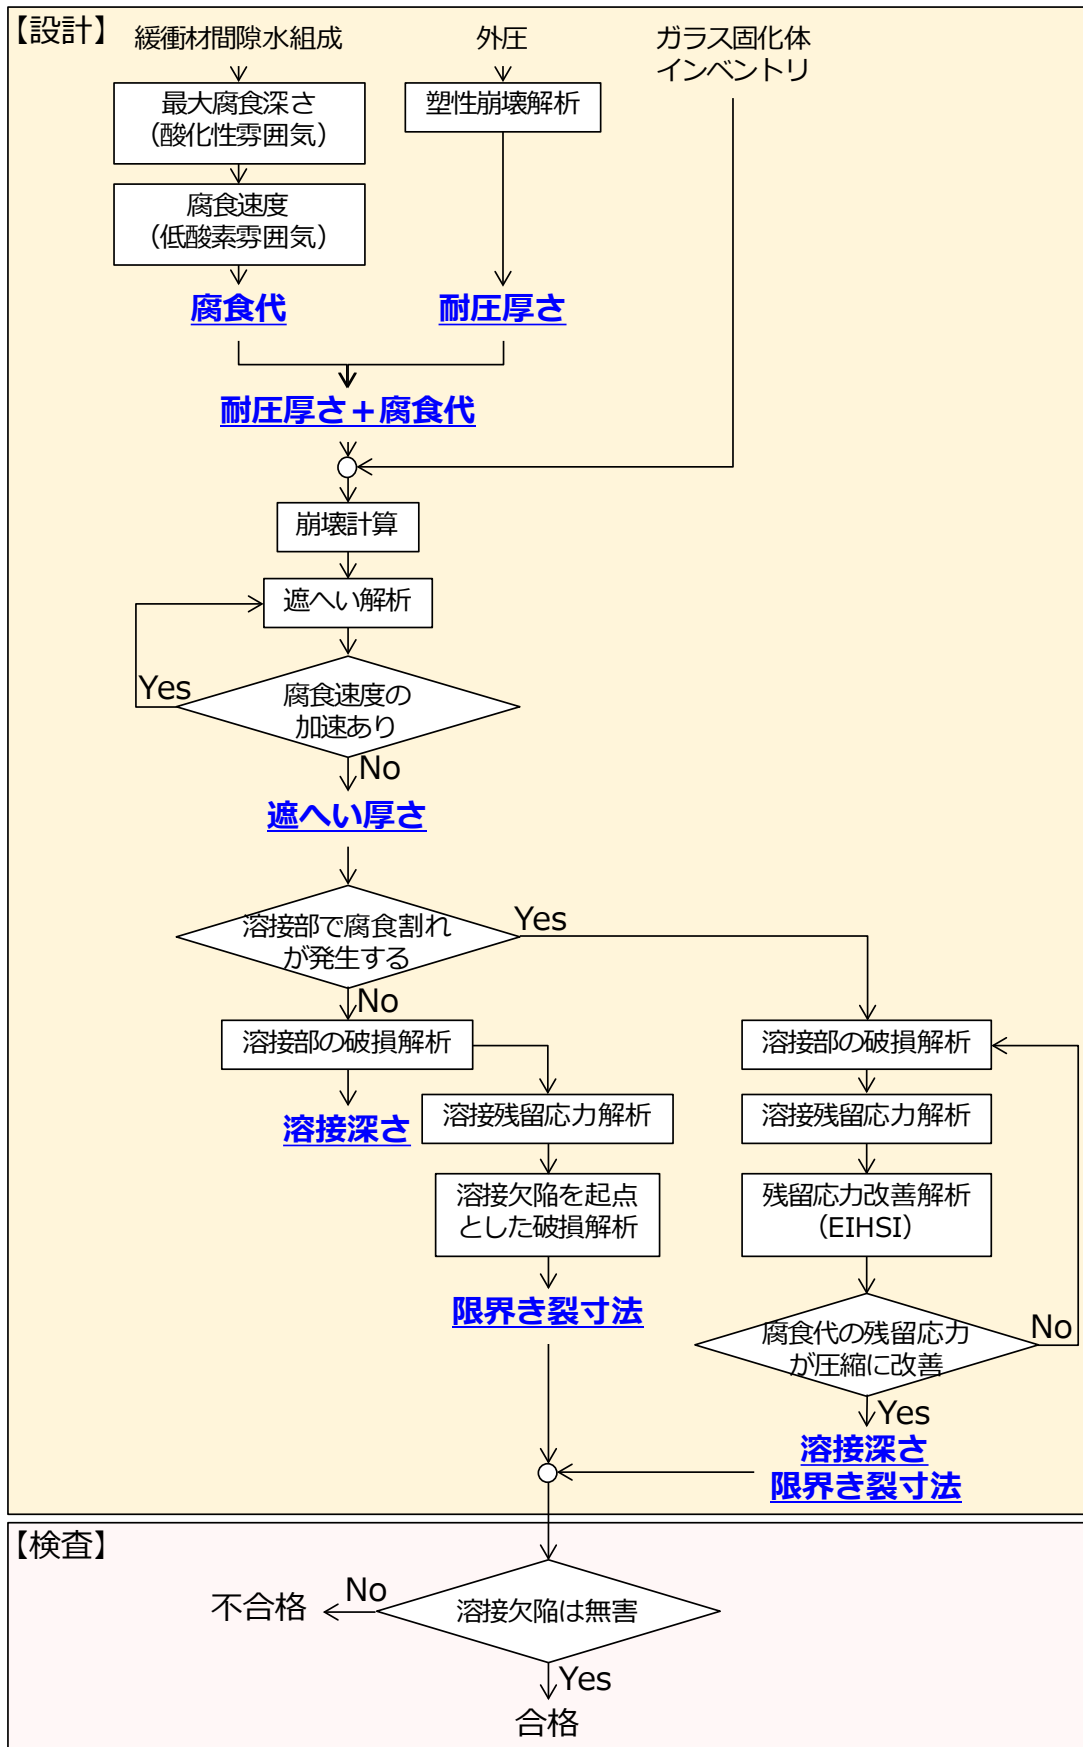 【設計】
緩衝材間隙水組成
外圧
ガラス固化体
インベントリ
最大腐食深さ
（酸化性雰囲気）
塑性崩壊解析
腐食速度
（低酸素雰囲気）
腐食代
耐圧厚さ
耐圧厚さ＋腐食代
崩壊計算
遮へい解析
腐食速度の
加速あり
Yes
No
遮へい厚さ
溶接部で腐食割れ
が発生する
Yes
No
溶接部の破損解析
溶接部の破損解析
溶接深さ
溶接残留応力解析
溶接残留応力解析
溶接欠陥を起点
とした破損解析
残留応力改善解析
（EIHSI）
限界き裂寸法
腐食代の残留応力
が圧縮に改善
No
Yes
溶接深さ
限界き裂寸法
【検査】
溶接欠陥は無害
No
不合格
Yes
合格